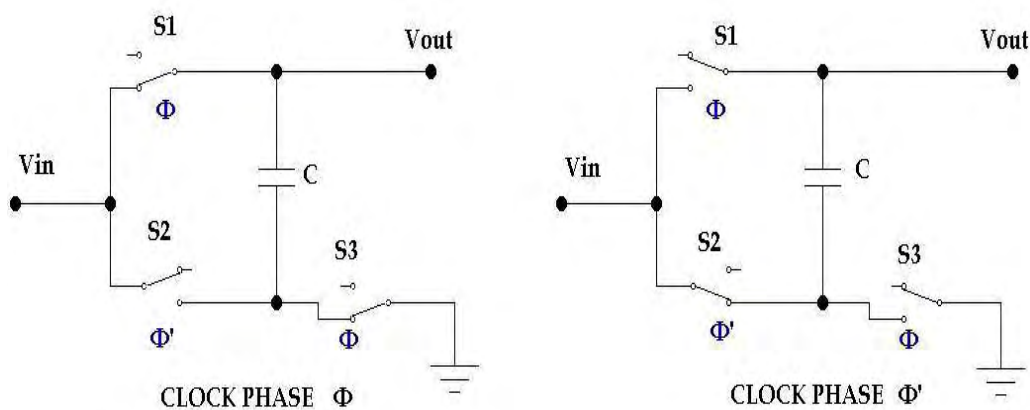 S1
Vout
Φ
Vin
C
S2
S3
Φ'
Φ
CLOCK PHASE Φ
S1
Vout
Φ
Vin
C
S2
S3
Φ'
Φ
CLOCK PHASE Φ'